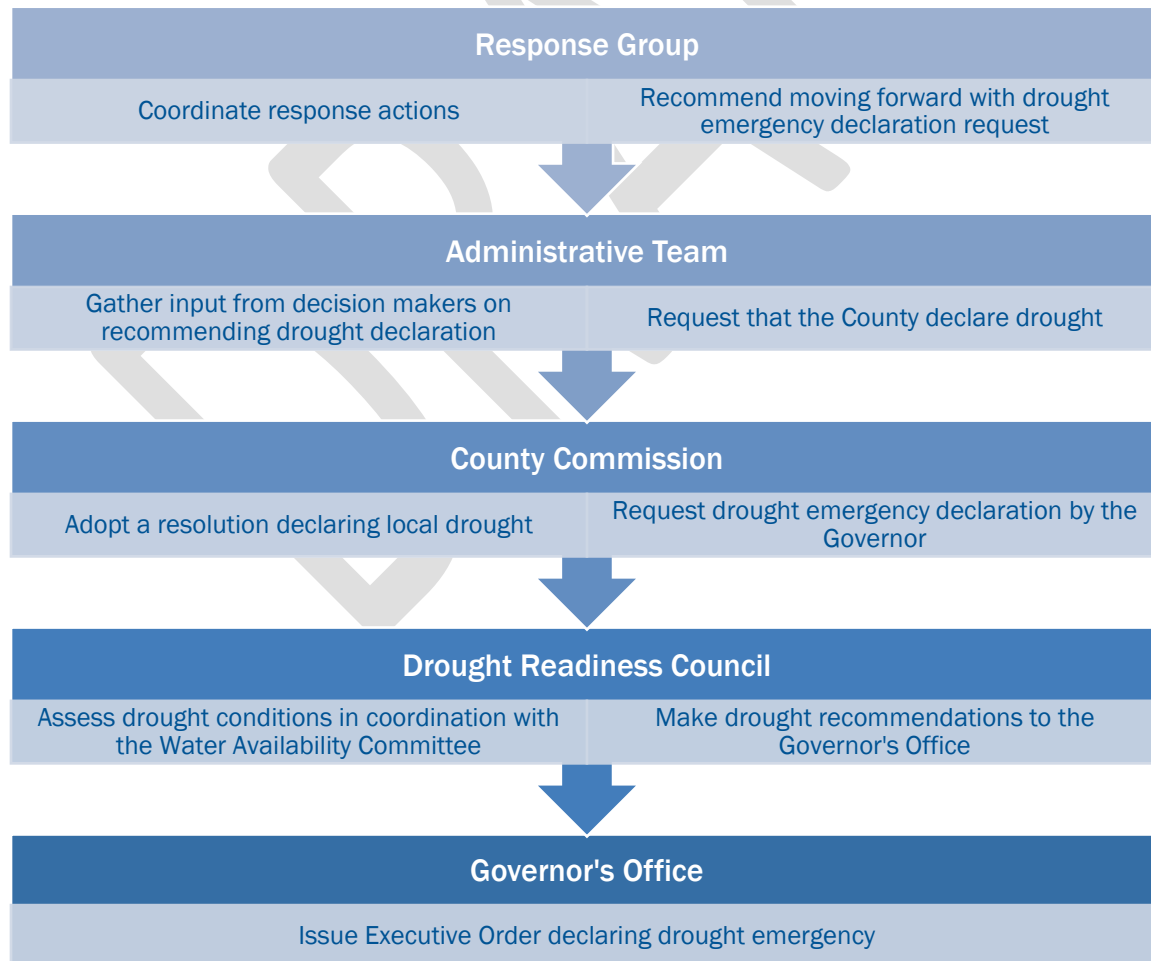 Response Group
Coordinate response actions
Recommend moving forward with drought
emergency declaration request
Administrative Team
Gather input from decision makers on
recommending drought declaration
Request that the County declare drought
County Commission
Adopt a resolution declaring local drought
Request drought emergency declaration by the
Governor
Drought Readiness Council
Assess drought conditions in coordination with
the Water Availability Committee
Make drought recommendations to the
Governor's Office
Governor's Office
Issue Executive Order declaring drought emergency